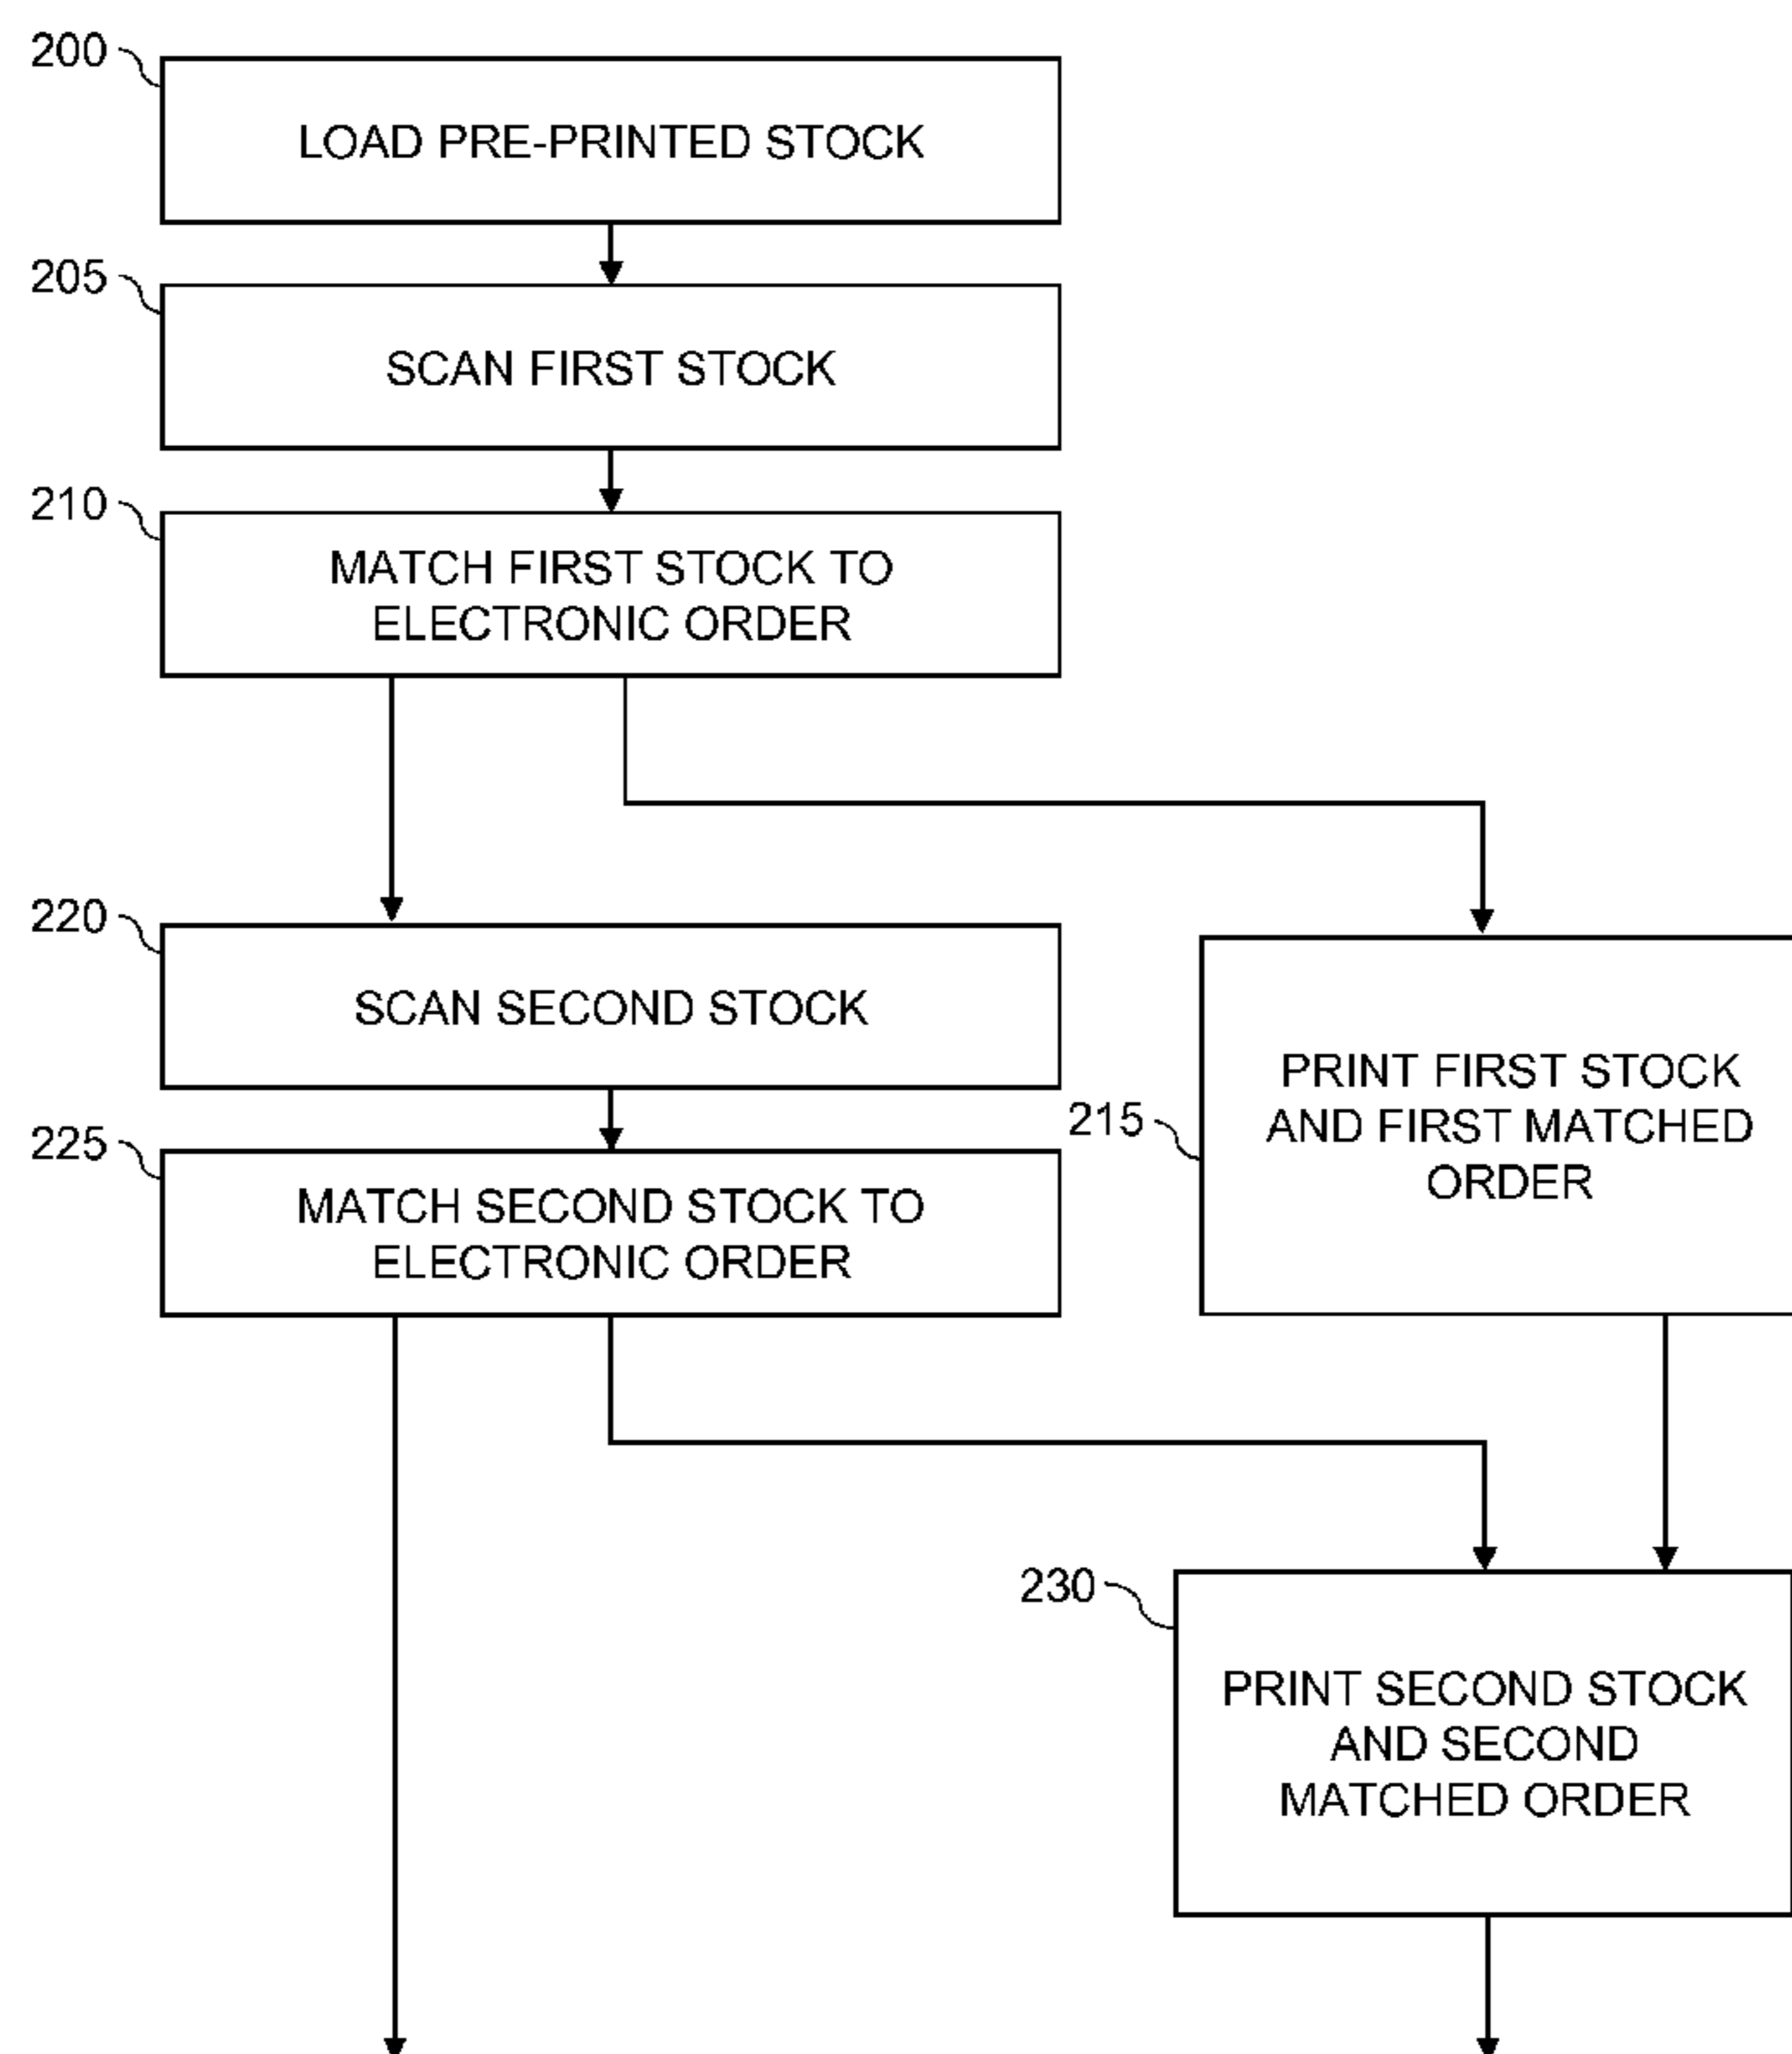 200
LOAD PRE-PRINTED STOCK
205
SCAN FIRST STOCK
210
MATCH FIRST STOCK TO
ELECTRONIC ORDER
220
SCAN SECOND STOCK
215
PRINT FIRST STOCK
AND FIRST MATCHED
ORDER
225
MATCH SECOND STOCK TO
ELECTRONIC ORDER
230
PRINT SECOND STOCK
AND SECOND
MATCHED ORDER